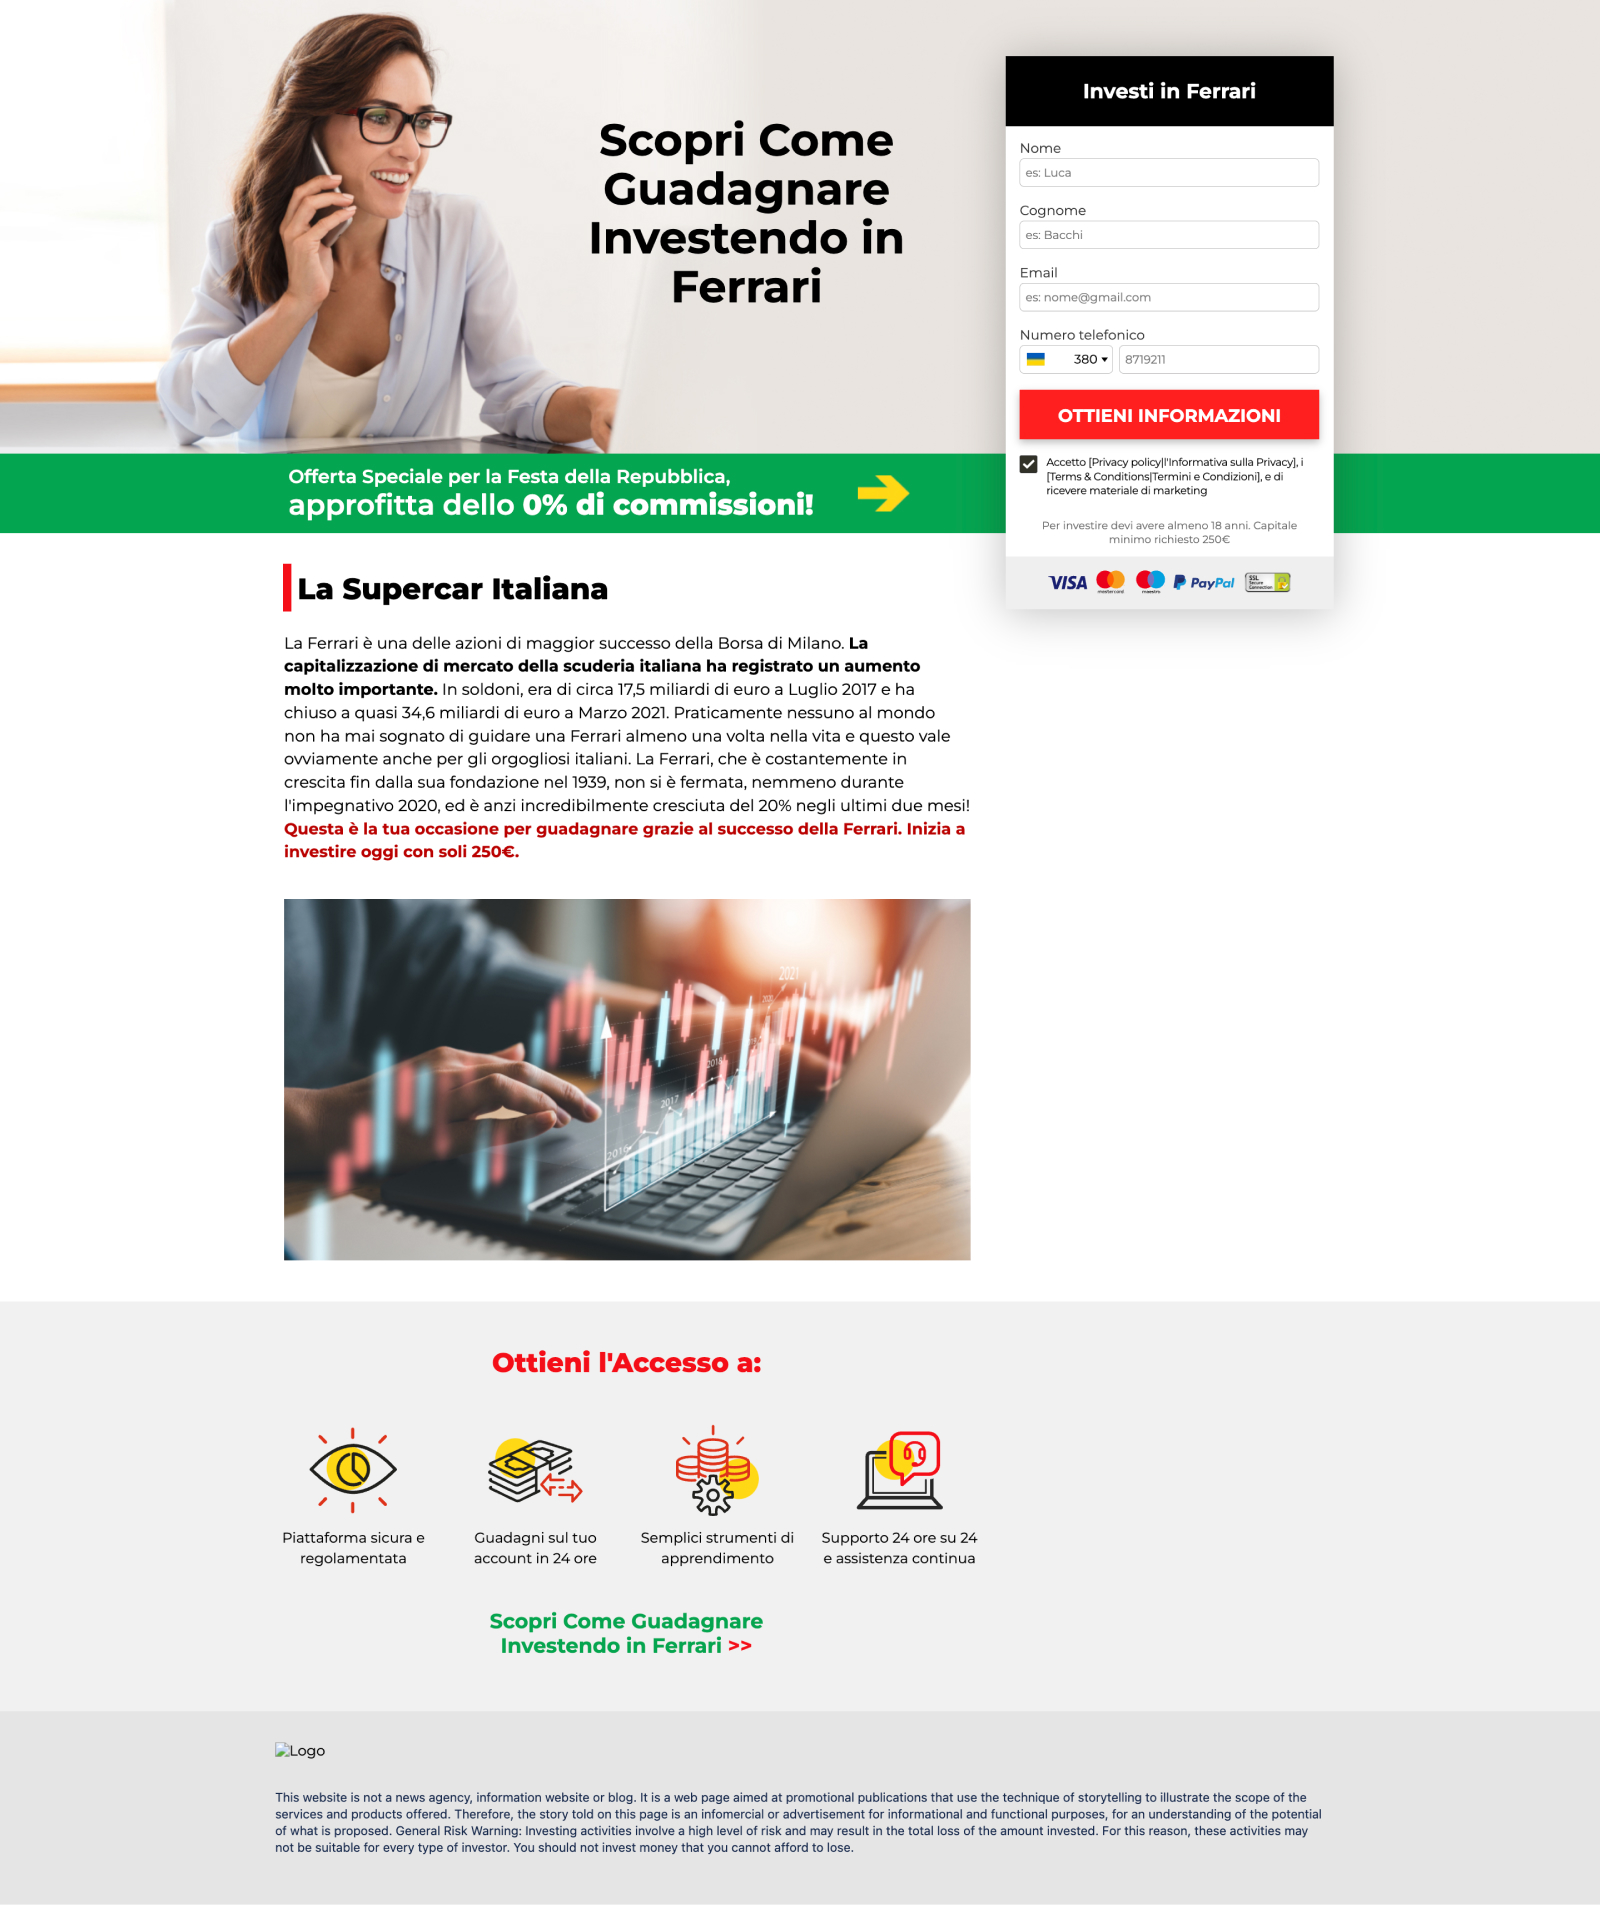 Scopri Come
Guadagnare
Investendo in
Ferrari
Investi in Ferrari
Nome
es: Luca
Cognome
es: Bacchi
Email
es: nome@gmail.com
Numero telefonico
380
8719211
OTTIENI INFORMAZIONI
Accetto [Privacy policy|l'Informativa sulla Privacy], i
[Terms & Conditions|Termini e Condizioni], e di
ricevere materiale di marketing
Per investire devi avere almeno 18 anni. Capitale
minimo richiesto 250€
VISA
mastercard
maestro
PayPal
SSL
Secure
Connection
Offerta Speciale per la Festa della Repubblica,
approfitta dello 0% di commissioni!
La Supercar Italiana
La Ferrari è una delle azioni di maggior successo della Borsa di Milano. La
capitalizzazione di mercato della scuderia italiana ha registrato un aumento
molto importante. In soldoni, era di circa 17,5 miliardi di euro a Luglio 2017 e ha
chiuso a quasi 34,6 miliardi di euro a Marzo 2021. Praticamente nessuno al mondo
non ha mai sognato di guidare una Ferrari almeno una volta nella vita e questo vale
ovviamente anche per gli orgogliosi italiani. La Ferrari, che è costantemente in
crescita fin dalla sua fondazione nel 1939, non si è fermata, nemmeno durante
l'impegnativo 2020, ed è anzi incredibilmente cresciuta del 20% negli ultimi due mesi!
Questa è la tua occasione per guadagnare grazie al successo della Ferrari. Inizia a
investire oggi con soli 250€.
2021
2018
2017
2016
Ottieni l'Accesso a:
Piattaforma sicura e
regolamentata
Guadagni sul tuo
account in 24 ore
Semplici strumenti di
apprendimento
Supporto 24 ore su 24
e assistenza continua
Scopri Come Guadagnare
Investendo in Ferrari >>
Logo
This website is not a news agency, information website or blog. It is a web page aimed at promotional publications that use the technique of storytelling to illustrate the scope of the
services and products offered. Therefore, the story told on this page is an infomercial or advertisement for informational and functional purposes, for an understanding of the potential
of what is proposed. General Risk Warning: Investing activities involve a high level of risk and may result in the total loss of the amount invested. For this reason, these activities may
not be suitable for every type of investor. You should not invest money that you cannot afford to lose.